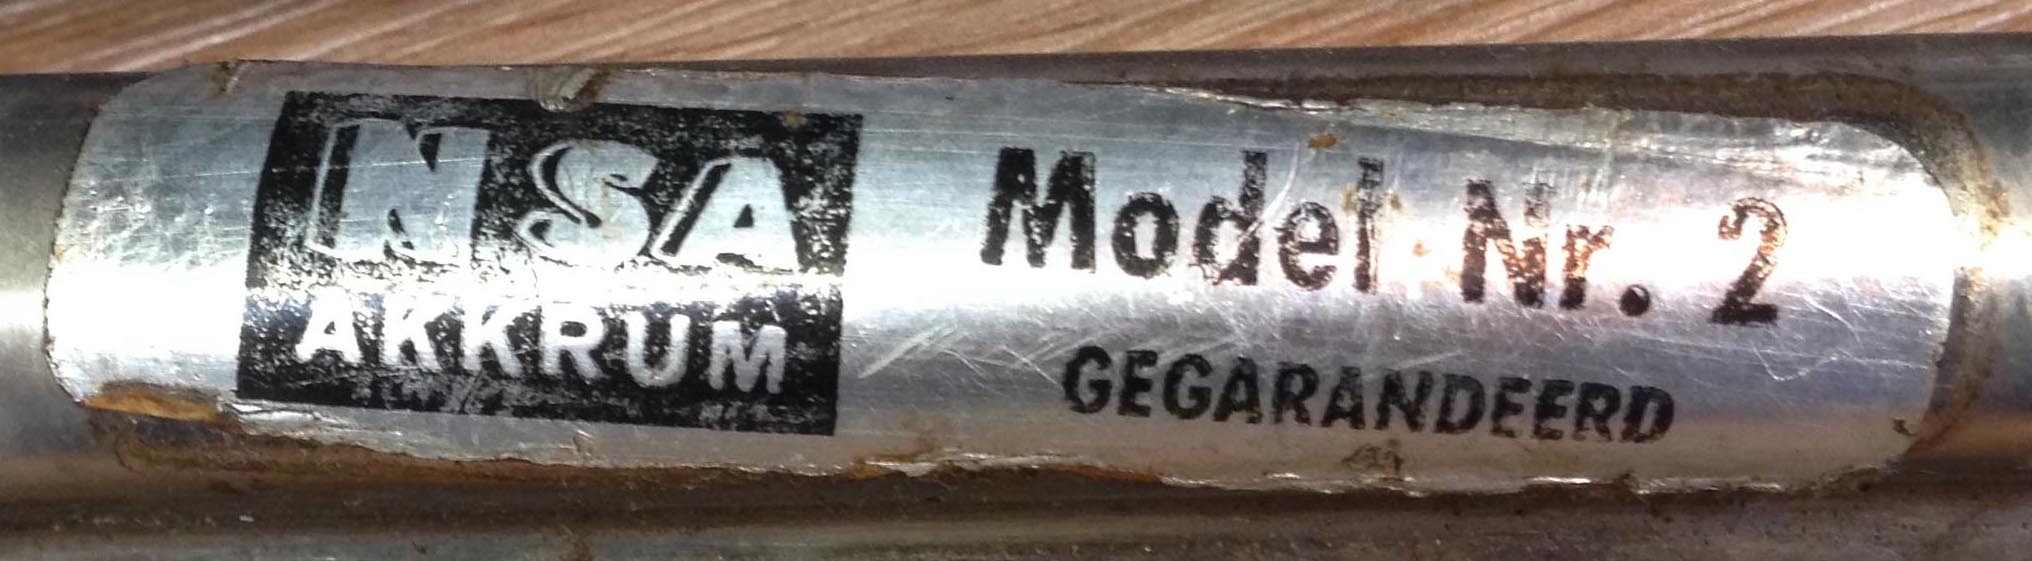 NSA
AKKRUM
Model Nr. 2
GEGARANDEERD